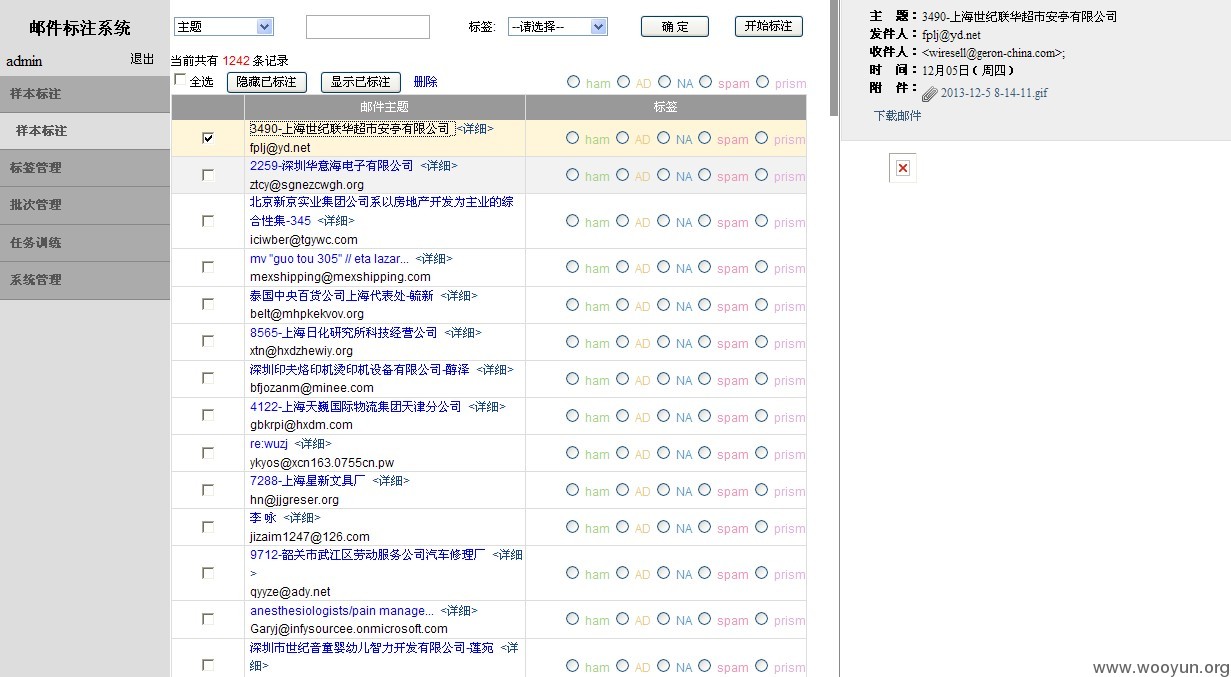 邮件标注系统
admin 退出
样本标注
样本标注
标签管理
批次管理
任务训练
系统管理
主题 标签: --请选择-- 确 定 开始标注
当前共有 1242 条记录
全选 隐藏已标注 显示已标注 删除 ham AD NA spam prism
邮件主题 标签
3490-上海世纪联华超市安亭有限公司 <详细>
fplj@yd.net
ham AD NA spam prism
2259-深圳华意海电子有限公司 <详细>
ztcy@sgnezcwgh.org
ham AD NA spam prism
北京新京实业集团公司系以房地产开发为主业的综
合性集-345 <详细>
iciwber@tgywc.com
ham AD NA spam prism
mv "guo tou 305" // eta lazar... <详细>
mexshipping@mexshipping.com
ham AD NA spam prism
泰国中央百货公司上海代表处-毓新 <详细>
belt@mhpkekvov.org
ham AD NA spam prism
8565-上海日化研究所科技经营公司 <详细>
xtn@hxdzhewiy.org
ham AD NA spam prism
深圳印夫烙印机烫印机设备有限公司-醇泽 <详细>
bfjozanm@minee.com
ham AD NA spam prism
4122-上海天巍国际物流集团天津分公司 <详细>
gbkrpi@hxdm.com
ham AD NA spam prism
re:wuzj <详细>
ykyos@xcn163.0755cn.pw
ham AD NA spam prism
7288-上海星新文具厂 <详细>
hn@jjgreser.org
ham AD NA spam prism
李 咏 <详细>
jizaim1247@126.com
ham AD NA spam prism
9712-韶关市武江区劳动服务公司汽车修理厂 <详细
>
qyyze@ady.net
ham AD NA spam prism
anesthesiologists/pain manage... <详细>
Garyj@infysourcee.onmicrosoft.com
ham AD NA spam prism
深圳市世纪音童婴幼儿智力开发有限公司-莲宛 <详
细>
ham AD NA spam prism
主 题：3490-上海世纪联华超市安亭有限公司
发件人：fplj@yd.net
收件人：<wiresell@geron-china.com>;
时 间：12月05日（周四）
附 件： 2013-12-5 8-14-11.gif
下载邮件
www.wooyun.org